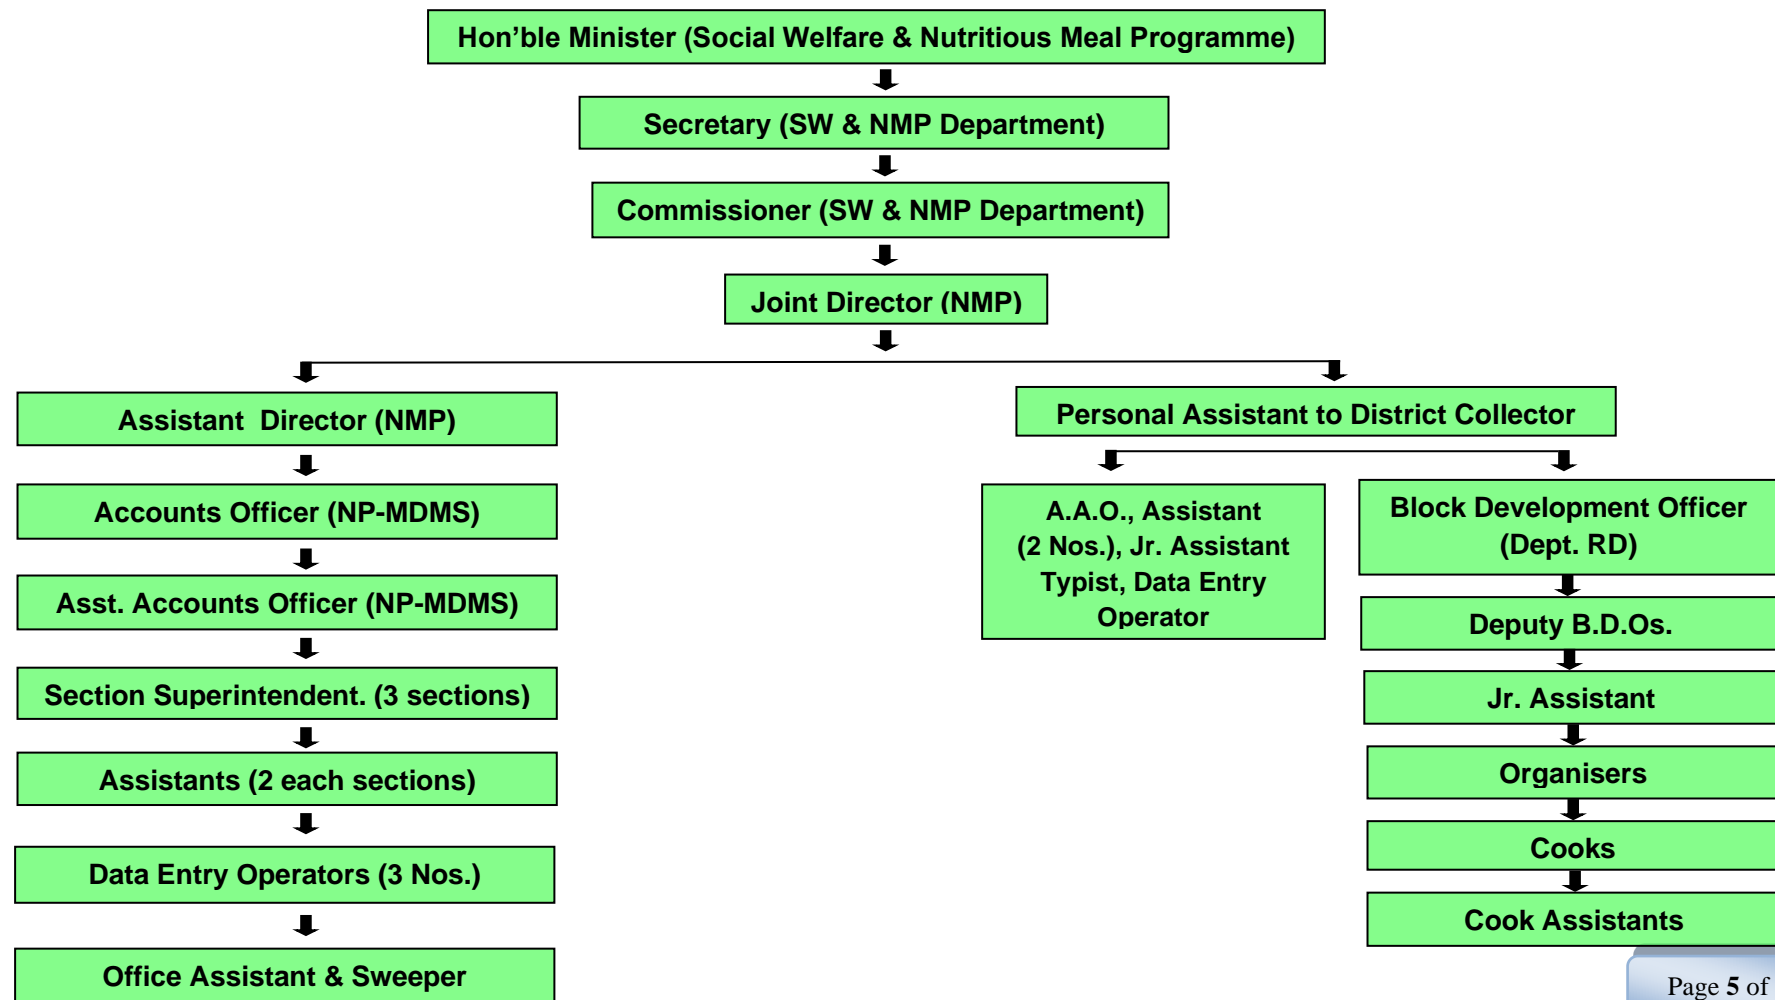 Hon’ble Minister (Social Welfare & Nutritious Meal Programme)
Secretary (SW & NMP Department)
Commissioner (SW & NMP Department)
Joint Director (NMP)
Assistant Director (NMP)
Accounts Officer (NP-MDMS)
Asst. Accounts Officer (NP-MDMS)
Section Superintendent. (3 sections)
Assistants (2 each sections)
Data Entry Operators (3 Nos.)
Office Assistant & Sweeper
Personal Assistant to District Collector
A.A.O., Assistant
(2 Nos.), Jr. Assistant
Typist, Data Entry
Operator
Block Development Officer
(Dept. RD)
Deputy B.D.Os.
Jr. Assistant
Organisers
Cooks
Cook Assistants
Page 5 of